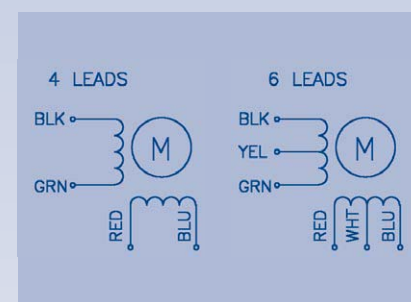 4 LEADS
BLK
M
GRN
RED
BLU
6 LEADS
BLK
YEL
M
GRN
RED
WHT
BLU